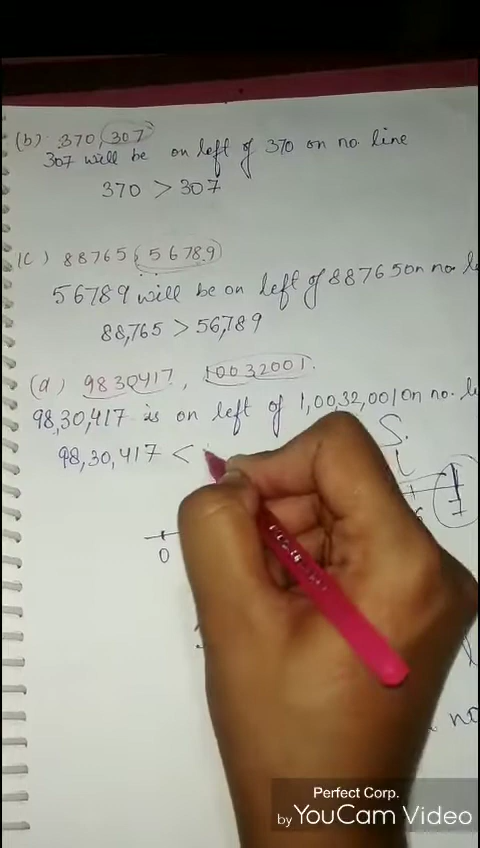 (b) 370, 307
307 will be on left of 370 on no. line
370 > 307
(C) 88765, 56789
56789 will be on left of 88765 on no.
88,765 > 56,789
(d) 9830417, 10032001.
98,30,417 is on left of 1,00,32,001 on no.
98,30,417 <
S.
0
no
Perfect Corp.
by YouCam Video